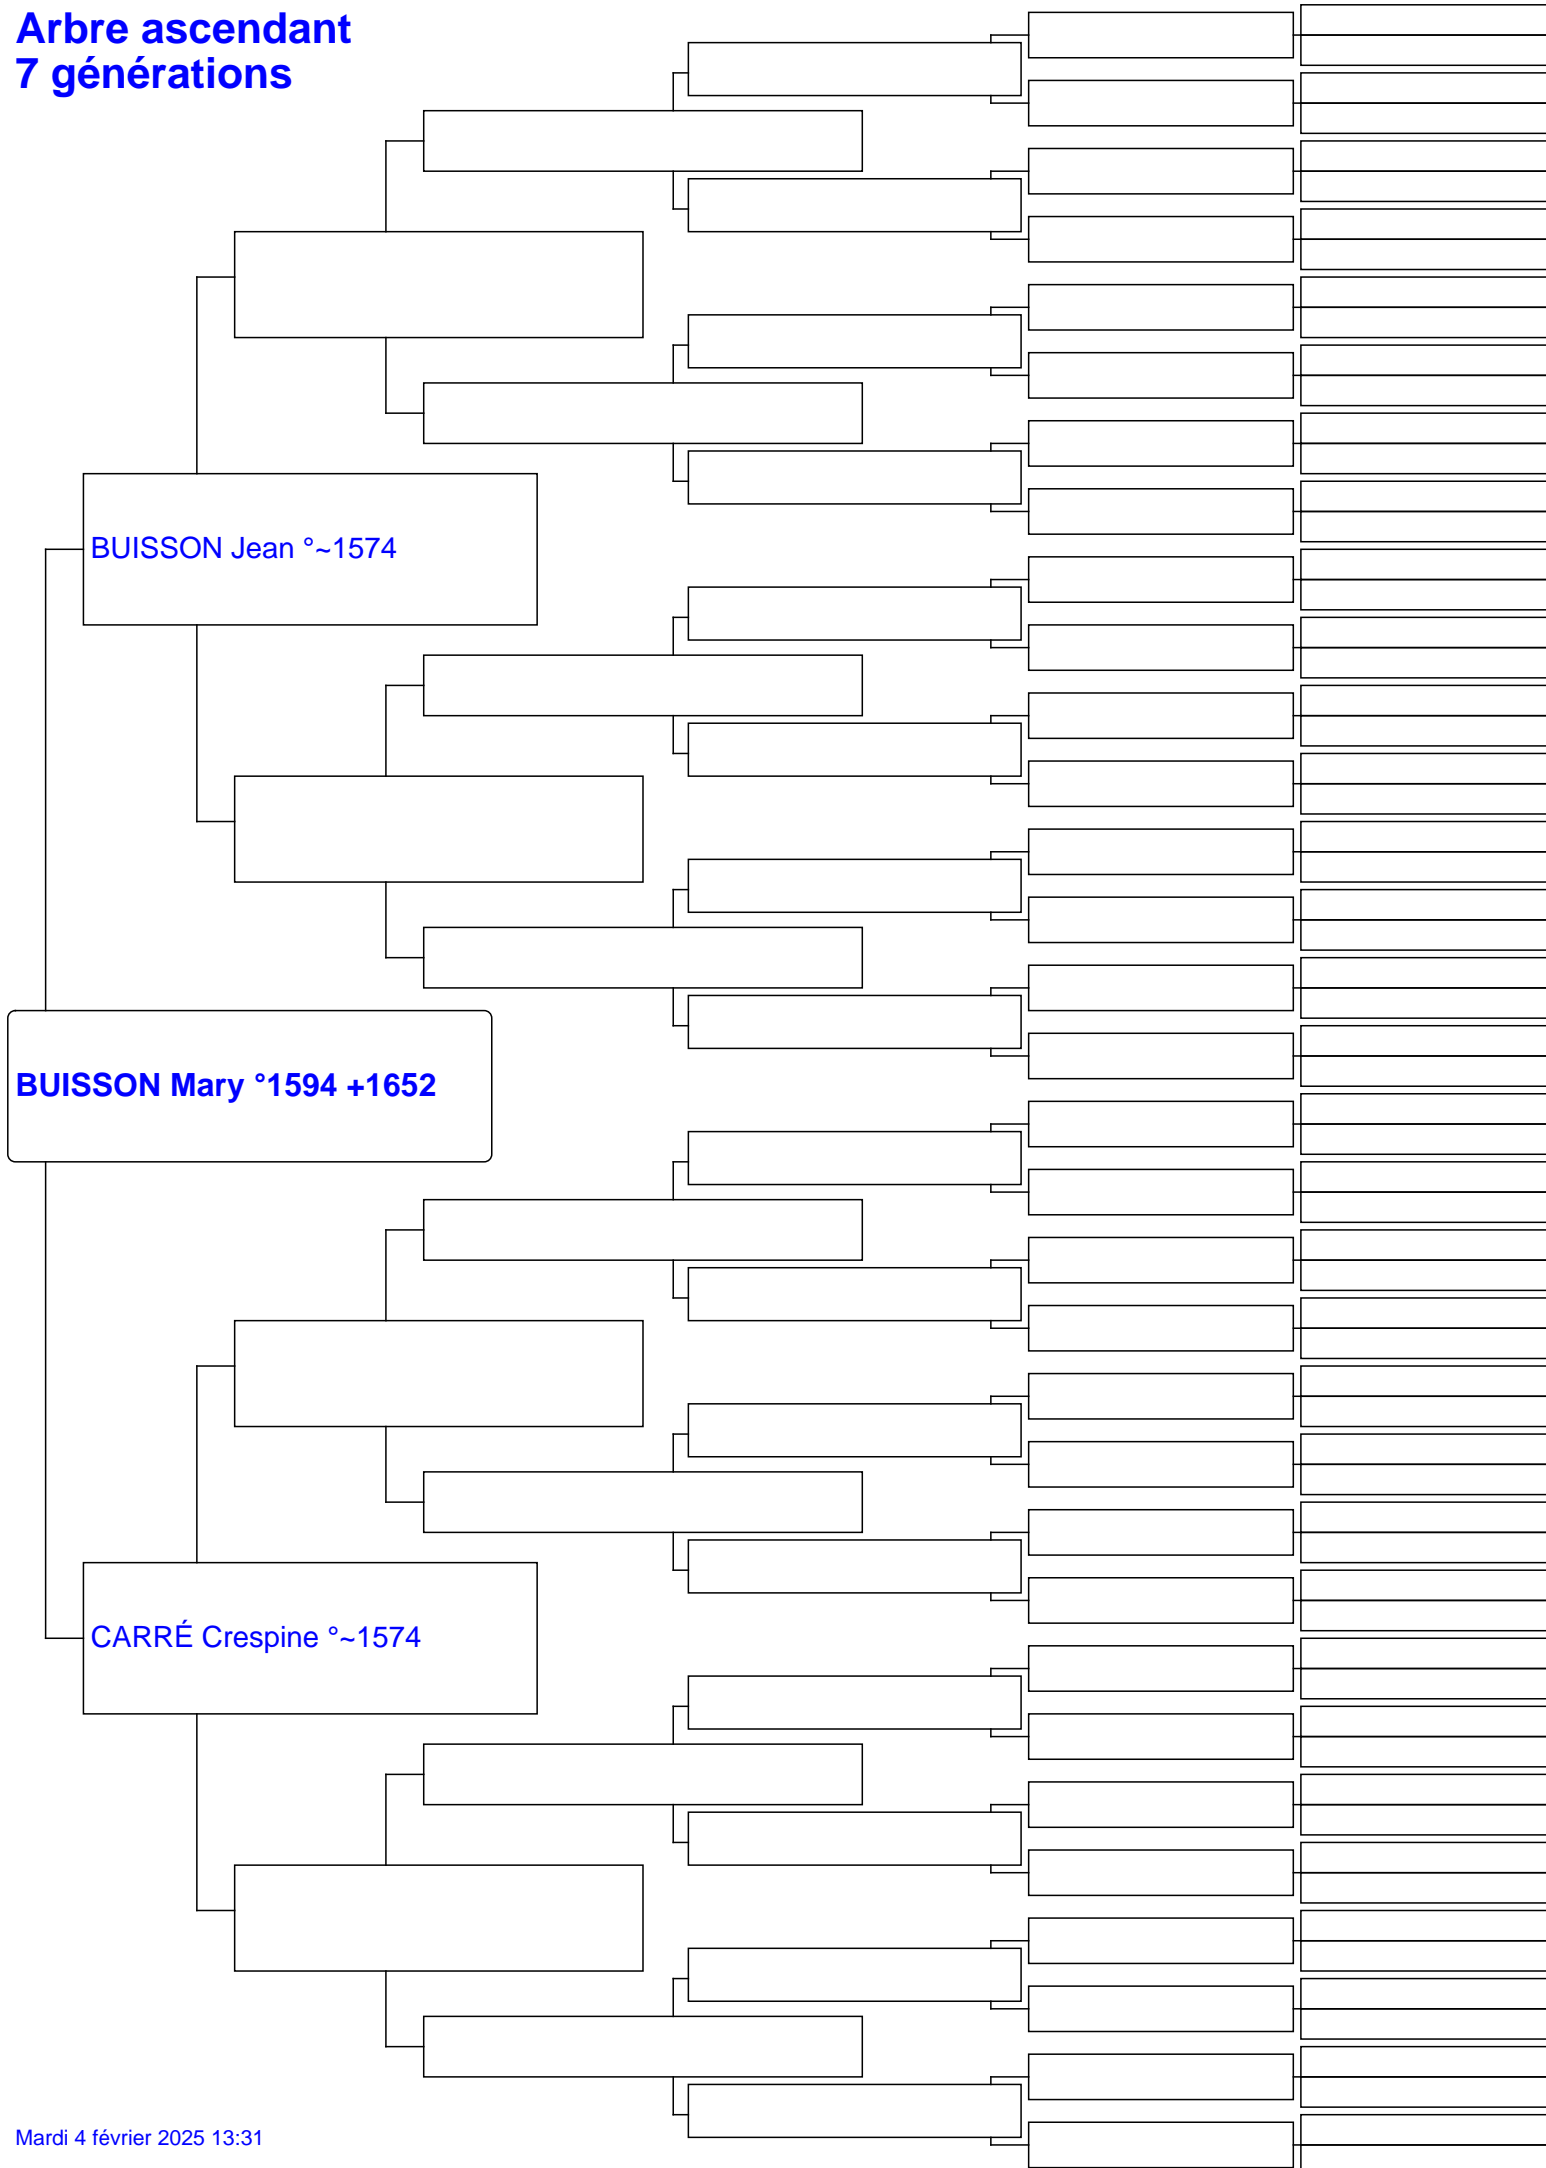 Arbre ascendant
7 générations
BUISSON Jean °~1574
BUISSON Mary °1594 +1652
CARRÉ Crespine °~1574
Mardi 4 février 2025 13:31